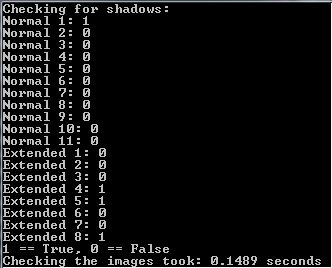 Checking for shadows:
Normal 1: 1
Normal 2: 0
Normal 3: 0
Normal 4: 0
Normal 5: 0
Normal 6: 0
Normal 7: 0
Normal 8: 0
Normal 9: 0
Normal 10: 0
Normal 11: 0
Extended 1: 0
Extended 2: 0
Extended 3: 0
Extended 4: 1
Extended 5: 1
Extended 6: 0
Extended 7: 0
Extended 8: 1
1 == True, 0 == False
Checking the images took: 0.1489 seconds